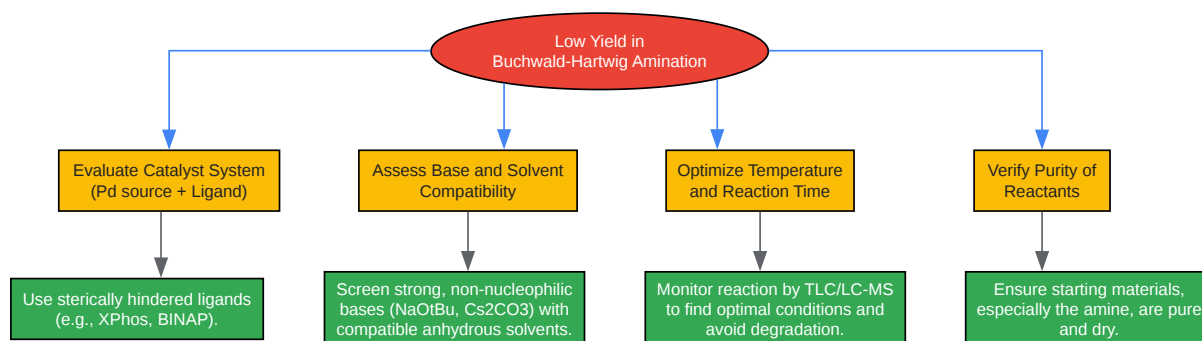 Low Yield in
Buchwald-Hartwig Amination
Evaluate Catalyst System
(Pd source + Ligand)
Assess Base and Solvent
Compatibility
Optimize Temperature
and Reaction Time
Verify Purity of
Reactants
Use sterically hindered ligands
(e.g., XPhos, BINAP).
Screen strong, non-nucleophilic
bases (NaOtBu, Cs2CO3) with
compatible anhydrous solvents.
Monitor reaction by TLC/LC-MS
to find optimal conditions and
avoid degradation.
Ensure starting materials,
especially the amine, are pure
and dry.